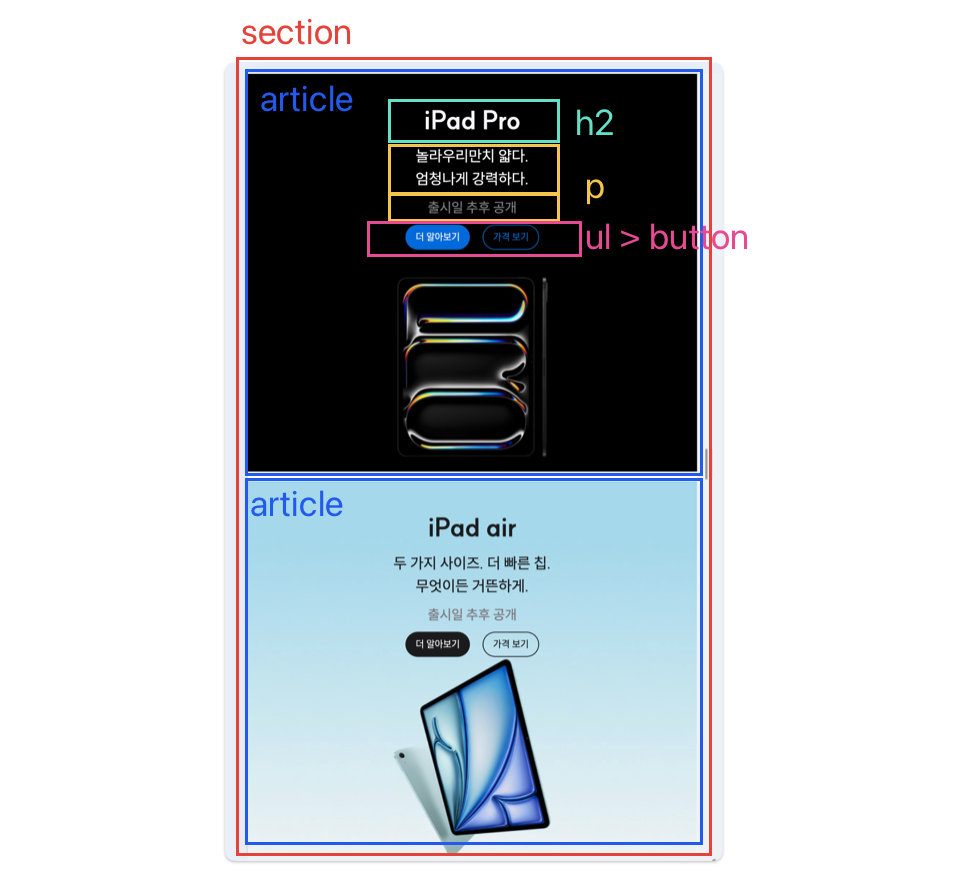 section
article
iPad Pro
h2
놀라우리만치 얇다.
엄청나게 강력하다.
p
출시일 추후 공개
더 알아보기
가격 보기
ul > button
article
iPad air
두 가지 사이즈. 더 빠른 칩.
무엇이든 거뜬하게.
출시일 추후 공개
더 알아보기
가격 보기